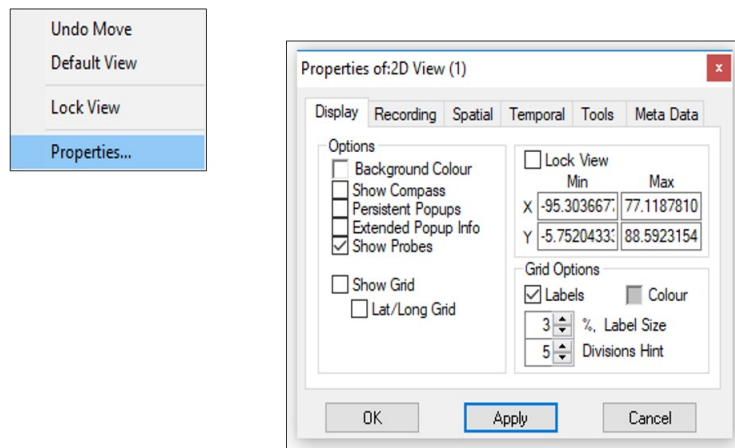 Undo Move
Default View
Lock View
Properties...
Properties of:2D View (1)
x
Display Recording Spatial Temporal Tools Meta Data
Options
Background Colour
Show Compass
Persistent Popups
Extended Popup Info
Show Probes
Show Grid
Lat/Long Grid
Lock View
Min Max
X -95.3036677 77.1187810
Y -5.75204333 88.5923154
Grid Options
Labels Colour
3 %, Label Size
5 Divisions Hint
OK Apply Cancel